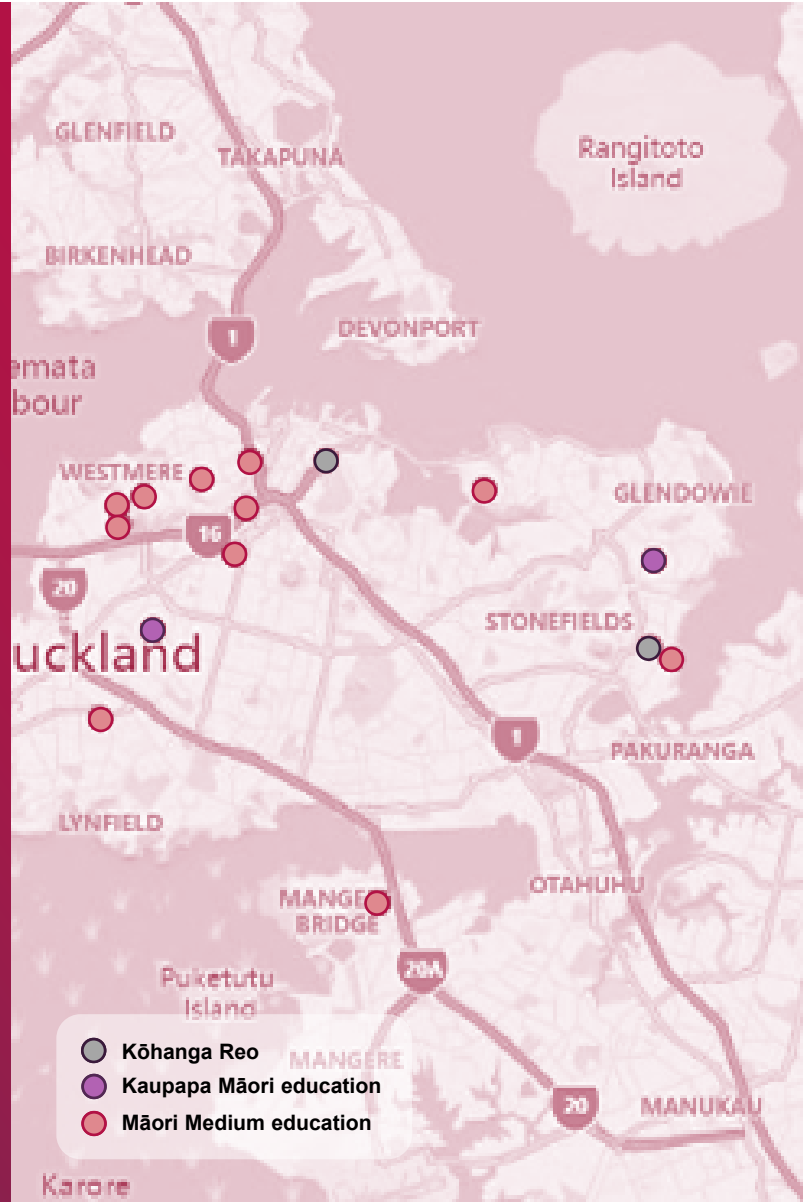 GLENFIELD
TAKAPUNA
Rangitoto
Island
BIRKENHEAD
DEVONPORT
1
emata
bour
WESTMERE
GLENDOWIE
16
20
STONEFIELDS
uckland
1
PAKURANGA
LYNFIELD
OTAHUHU
MANGE
BRIDGE
20A
Puketutu
Island
Kōhanga Reo
MANGERE
Kaupapa Māori education
20
MANUKAU
Māori Medium education
Karore